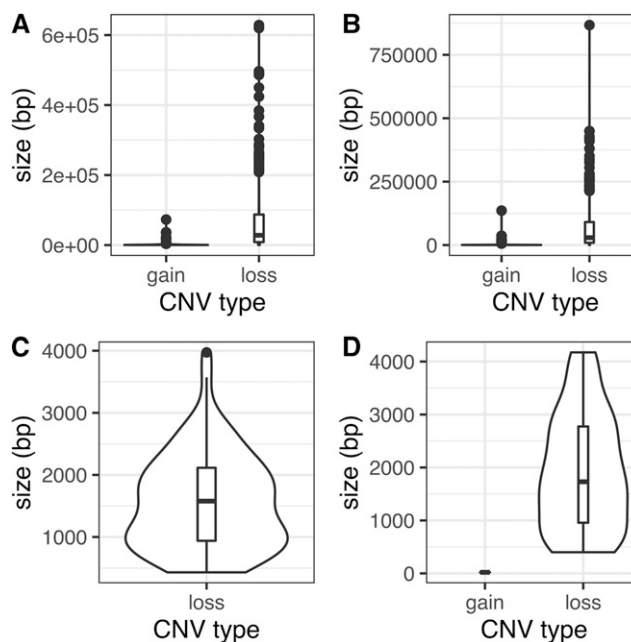 A
size (bp)
6e+05
4e+05
2e+05
0e+00
gain loss
CNV type
B
size (bp)
750000
500000
250000
0
gain loss
CNV type
C
size (bp)
4000
3000
2000
1000
loss
CNV type
D
size (bp)
4000
3000
2000
1000
0
gain loss
CNV type